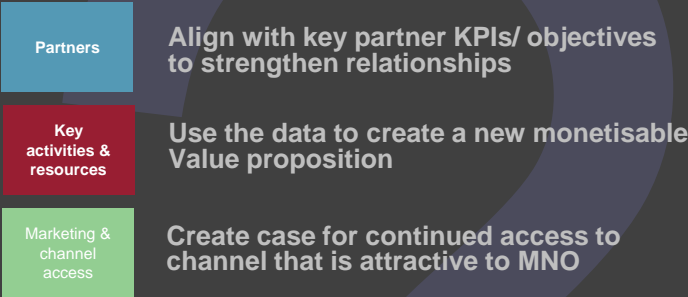 Partners
Align with key partner KPIs/ objectives
to strengthen relationships
Key
activities &
resources
Use the data to create a new monetisable
Value proposition
Marketing &
channel
access
Create case for continued access to
channel that is attractive to MNO